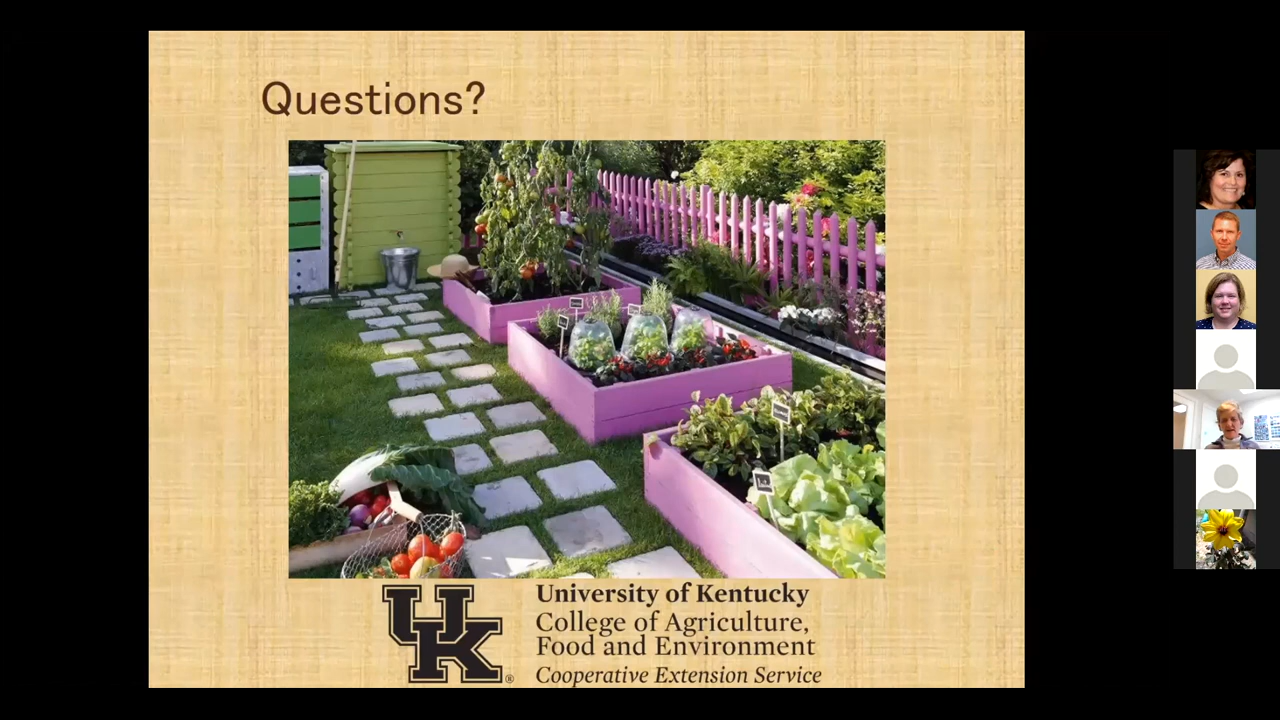 Questions?
UK®
University of Kentucky
College of Agriculture,
Food and Environment
Cooperative Extension Service